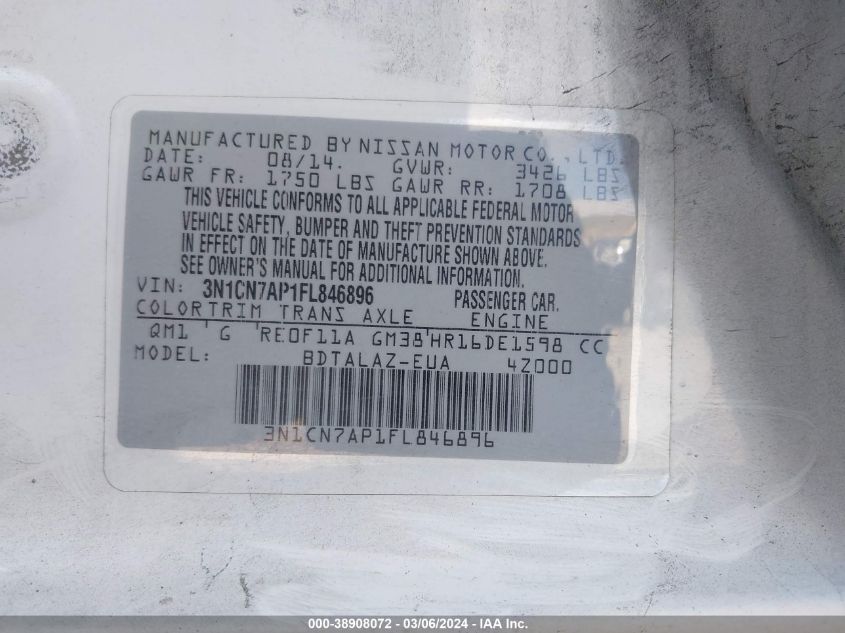 MANUFACTURED BY NISSAN MOTOR CO., LTD.
DATE: 08/14. GVWR: 3426 LBS
GAWR FR: 1750 LBS GAWR RR: 1708 LBS
THIS VEHICLE CONFORMS TO ALL APPLICABLE FEDERAL MOTOR
VEHICLE SAFETY, BUMPER AND THEFT PREVENTION STANDARDS
IN EFFECT ON THE DATE OF MANUFACTURE SHOWN ABOVE.
SEE OWNER'S MANUAL FOR ADDITIONAL INFORMATION.
VIN: 3N1CN7AP1FL846896 PASSENGER CAR.
COLORTRIM TRANS AXLE ENGINE
QM1 'G 'RE0F11A GM38'HR16DE1598 CC
MODEL: BDTALAZ-EUA 4Z000
3N1CN7AP1FL846896
000-38908072 - 03/06/2024 - IAA Inc.